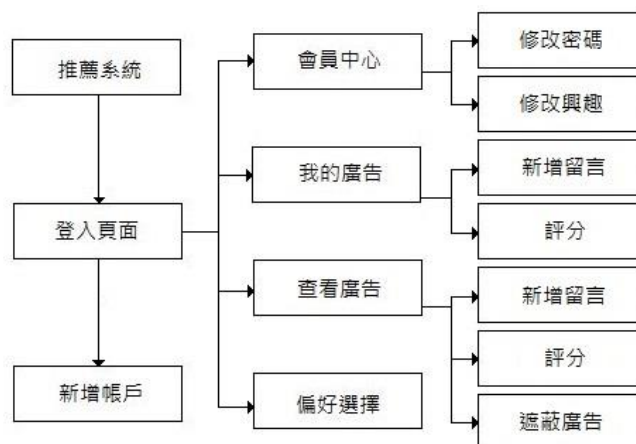 推薦系統
登入頁面
新增帳戶
會員中心
修改密碼
修改興趣
我的廣告
新增留言
評分
查看廣告
新增留言
評分
遮蔽廣告
偏好選擇